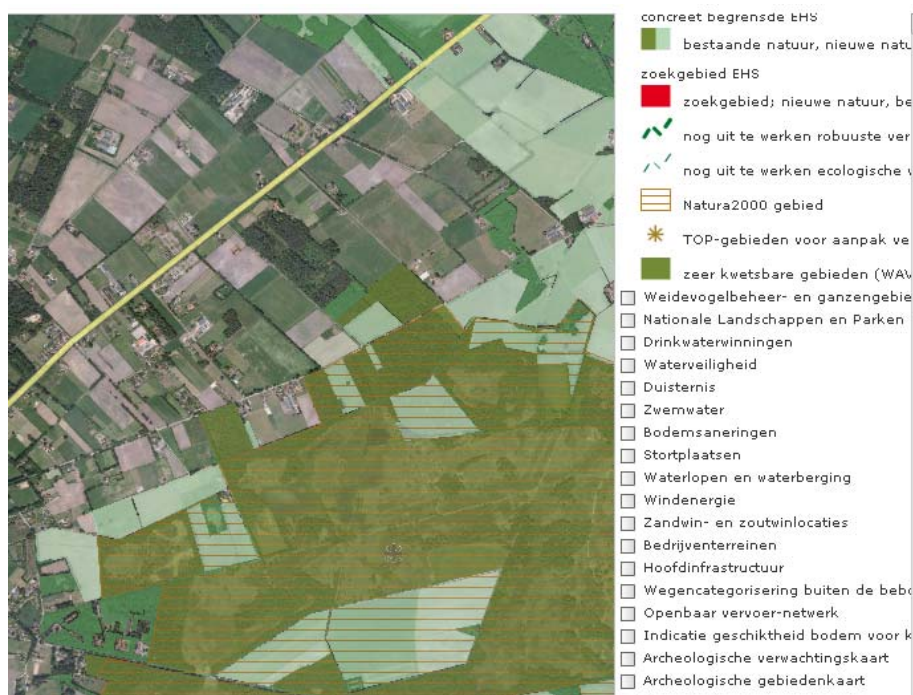 concreet begrensde EHS
bestaande natuur, nieuwe natu
zoekgebied EHS
zoekgebied; nieuwe natuur, be
nog uit te werken robuuste ver
nog uit te werken ecologische v
Natura2000 gebied
TOP-gebieden voor aanpak ve
zeer kwetsbare gebieden (WAV
Weidevogelbeheer- en ganzengebie
Nationale Landschappen en Parken
Drinkwaterwinningen
Waterveiligheid
Duisternis
Zwemwater
Bodemsaneringen
Stortplaatsen
Waterlopen en waterberging
Windenergie
Zandwin- en zoutwinlocaties
Bedrijventerreinen
Hoofdinfrastructuur
Wegencategorisering buiten de bebo
Openbaar vervoer-netwerk
Indicatie geschiktheid bodem voor k
Archeologische verwachtingskaart
Archeologische gebiedenkaart